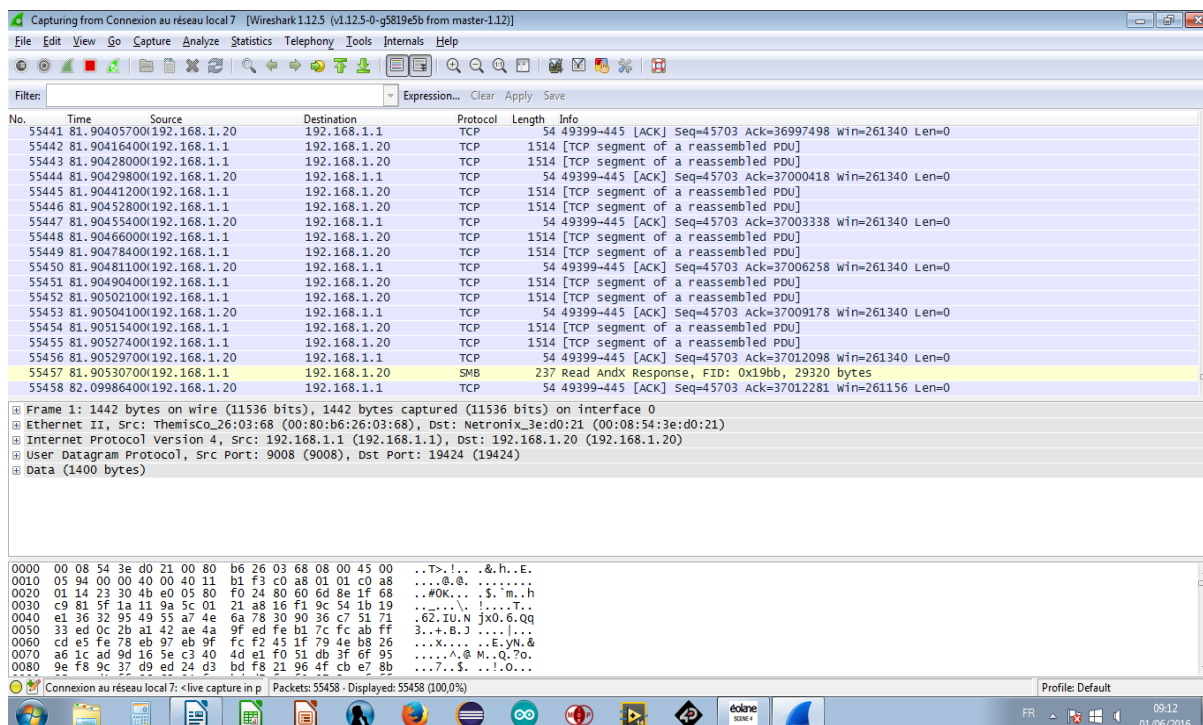 Capturing from Connexion au réseau local 7 [Wireshark 1.12.5 (v1.12.5-0-g5819e5b from master-1.12)]
File Edit View Go Capture Analyze Statistics Telephony Tools Internals Help
Filter: Expression... Clear Apply Save
No. Time Source Destination Protocol Length Info
55441 81.90405700(192.168.1.20 192.168.1.1 TCP 54 49399→445 [ACK] Seq=45703 Ack=36997498 Win=261340 Len=0
55442 81.90416400(192.168.1.1 192.168.1.20 TCP 1514 [TCP segment of a reassembled PDU]
55443 81.90428000(192.168.1.1 192.168.1.20 TCP 1514 [TCP segment of a reassembled PDU]
55444 81.90429800(192.168.1.20 192.168.1.1 TCP 54 49399→445 [ACK] Seq=45703 Ack=37000418 Win=261340 Len=0
55445 81.90441200(192.168.1.1 192.168.1.20 TCP 1514 [TCP segment of a reassembled PDU]
55446 81.90452800(192.168.1.1 192.168.1.20 TCP 1514 [TCP segment of a reassembled PDU]
55447 81.90455400(192.168.1.20 192.168.1.1 TCP 54 49399→445 [ACK] Seq=45703 Ack=37003338 Win=261340 Len=0
55448 81.90466000(192.168.1.1 192.168.1.20 TCP 1514 [TCP segment of a reassembled PDU]
55449 81.90478400(192.168.1.1 192.168.1.20 TCP 1514 [TCP segment of a reassembled PDU]
55450 81.90481100(192.168.1.20 192.168.1.1 TCP 54 49399→445 [ACK] Seq=45703 Ack=37006258 Win=261340 Len=0
55451 81.90490400(192.168.1.1 192.168.1.20 TCP 1514 [TCP segment of a reassembled PDU]
55452 81.90502100(192.168.1.1 192.168.1.20 TCP 1514 [TCP segment of a reassembled PDU]
55453 81.90504100(192.168.1.20 192.168.1.1 TCP 54 49399→445 [ACK] Seq=45703 Ack=37009178 Win=261340 Len=0
55454 81.90515400(192.168.1.1 192.168.1.20 TCP 1514 [TCP segment of a reassembled PDU]
55455 81.90527400(192.168.1.1 192.168.1.20 TCP 1514 [TCP segment of a reassembled PDU]
55456 81.90529700(192.168.1.20 192.168.1.1 TCP 54 49399→445 [ACK] Seq=45703 Ack=37012098 Win=261340 Len=0
55457 81.90530700(192.168.1.1 192.168.1.20 SMB 237 Read AndX Response, FID: 0x19bb, 29320 bytes
55458 82.09986400(192.168.1.20 192.168.1.1 TCP 54 49399→445 [ACK] Seq=45703 Ack=37012281 Win=261156 Len=0
Frame 1: 1442 bytes on wire (11536 bits), 1442 bytes captured (11536 bits) on interface 0
Ethernet II, Src: ThemisCo_26:03:68 (00:80:b6:26:03:68), Dst: Netronix_3e:d0:21 (00:08:54:3e:d0:21)
Internet Protocol Version 4, Src: 192.168.1.1 (192.168.1.1), Dst: 192.168.1.20 (192.168.1.20)
User Datagram Protocol, Src Port: 9008 (9008), Dst Port: 19424 (19424)
Data (1400 bytes)
0000 00 08 54 3e d0 21 00 80 b6 26 03 68 08 00 45 00 ..T>.!.. .&.h..E.
0010 05 94 00 00 40 00 40 11 b1 f3 c0 a8 01 01 c0 a8 ....@.@. ........
0020 01 14 23 30 4b e0 05 80 f0 24 80 60 6d 8e 1f 68 ..#0K... .$.`m..h
0030 c9 81 5f 1a 11 9a 5c 01 21 a8 16 f1 9c 54 1b 19 .._...\. !....T..
0040 e1 36 32 95 49 55 a7 4e 6a 78 30 90 36 c7 51 71 .62.IU.N jx0.6.Qq
0050 33 ed 0c 2b a1 42 ae 4a 9f ed fe b1 7c fc ab ff 3..+.B.J ....|...
0060 cd e5 fe 78 eb 97 eb 9f fc f2 45 1f 79 4e b8 26 ...x.... ..E.yN.&
0070 a6 1c ad 9d 16 5e c3 40 4d e1 f0 51 db 3f 6f 95 .....^.@ M..Q.?o.
0080 9e f8 9c 37 d9 ed 24 d3 bd f8 21 96 4f cb e7 8b ...7..$. ..!.O...
Connexion au réseau local 7: <live capture in p Packets: 55458 · Displayed: 55458 (100,0%) Profile: Default
eolane
SCENE 4
FR 09:12
01/06/2016